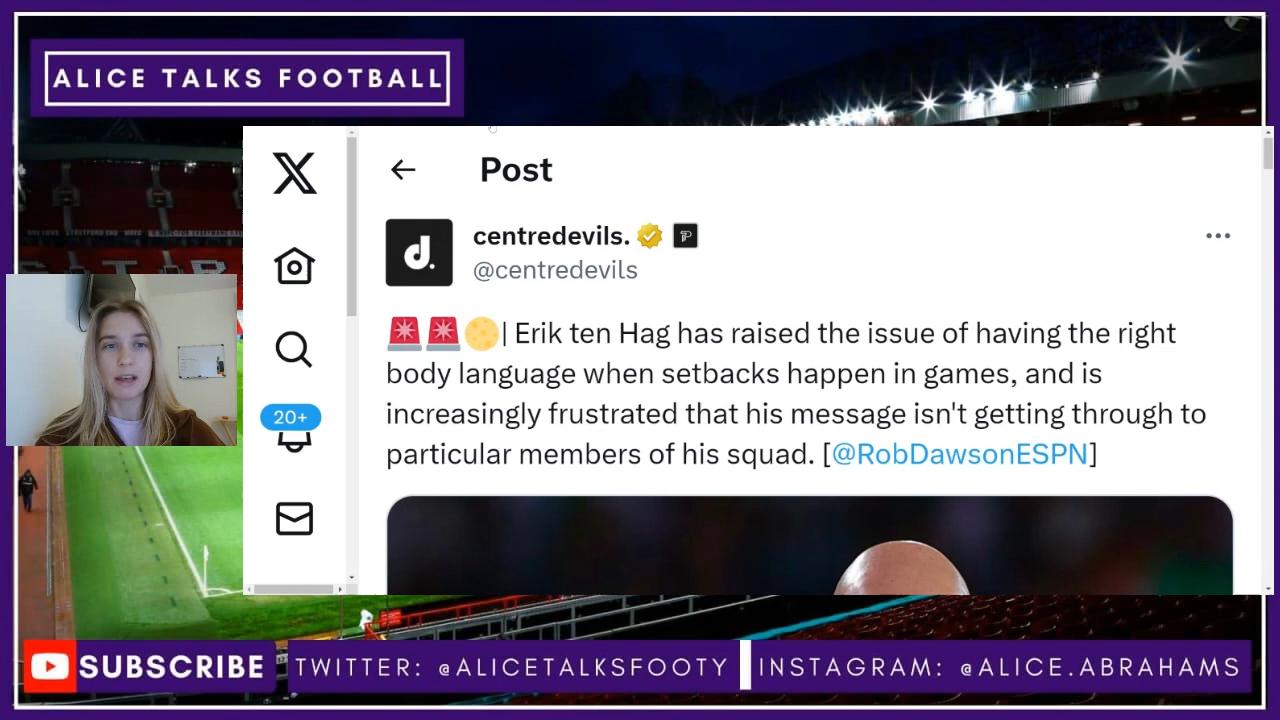 ALICE TALKS FOOTBALL
Post
centredevils.
@centredevils
d.
| Erik ten Hag has raised the issue of having the right
body language when setbacks happen in games, and is
increasingly frustrated that his message isn't getting through to
particular members of his squad. [@RobDawsonESPN]
20+
SUBSCRIBE
TWITTER: @ALICETALKSFOOTY
INSTAGRAM: @ALICE.ABRAHAMS